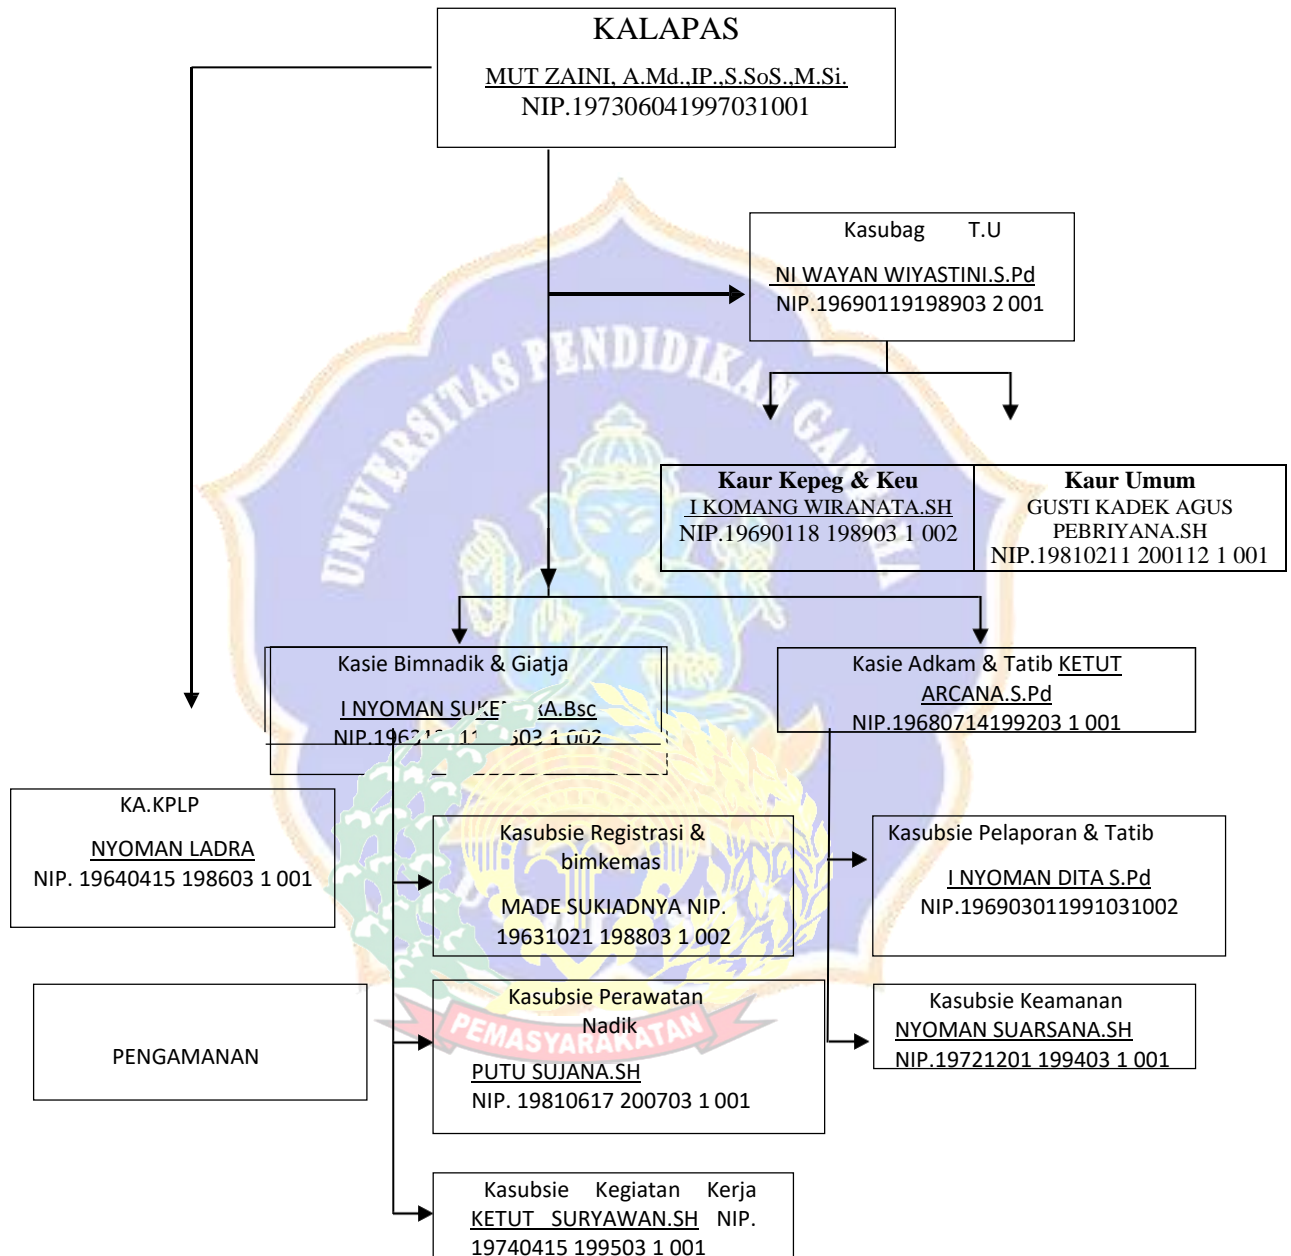 KALAPAS
MUT ZAINI, A.Md.,IP.,S.SoS.,M.Si.
NIP.197306041997031001
Kasubag T.U
NI WAYAN WIYASTINI.S.Pd
NIP.19690119198903 2 001
UNIVERSITAS PENDIDIKAN GANESHA
Kaur Kepeg & Keu
I KOMANG WIRANATA.SH
NIP.19690118 198903 1 002
Kaur Umum
GUSTI KADEK AGUS
PEBRIYANA.SH
NIP.19810211 200112 1 001
Kasie Bimnadik & Giatja
I NYOMAN
1 002
Kasie Adkam & Tatib KETUT
ARCANA.S.Pd
NIP.19680714199203 1 001
KA.KPLP
NYOMAN LADRA
NIP. 19640415 198603 1 001
Kasubsie Registrasi &
bimkemas
MADE SUKIADNYA NIP.
19631021 198803 1 002
Kasubsie Pelaporan & Tatib
I NYOMAN DITA S.Pd
NIP.196903011991031002
PENGAMANAN
Kasubsie Perawatan
Nadik
PUTU SUJANA.SH
NIP. 19810617 200703 1 001
Kasubsie Keamanan
NYOMAN SUARSANA.SH
NIP.19721201 199403 1 001
PEMASYARAKATAN
Kasubsie Kegiatan Kerja
KETUT SURYAWAN.SH NIP.
19740415 199503 1 001